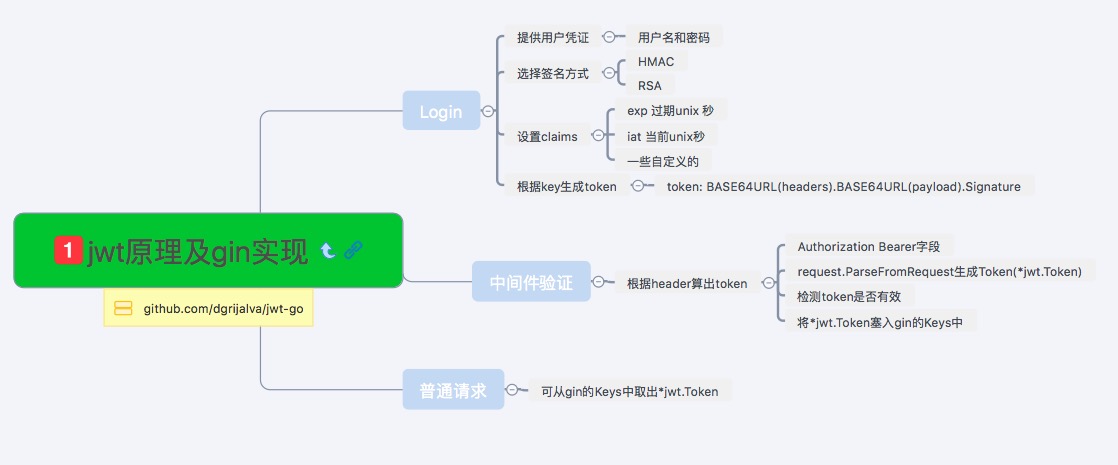 1 jwt原理及gin实现
github.com/dgrijalva/jwt-go
Login
提供用户凭证
用户名和密码
选择签名方式
HMAC
RSA
设置claims
exp 过期unix 秒
iat 当前unix秒
一些自定义的
根据key生成token
token: BASE64URL(headers).BASE64URL(payload).Signature
中间件验证
根据header算出token
Authorization Bearer字段
request.ParseFromRequest生成Token(*jwt.Token)
检测token是否有效
将*jwt.Token塞入gin的Keys中
普通请求
可从gin的Keys中取出*jwt.Token